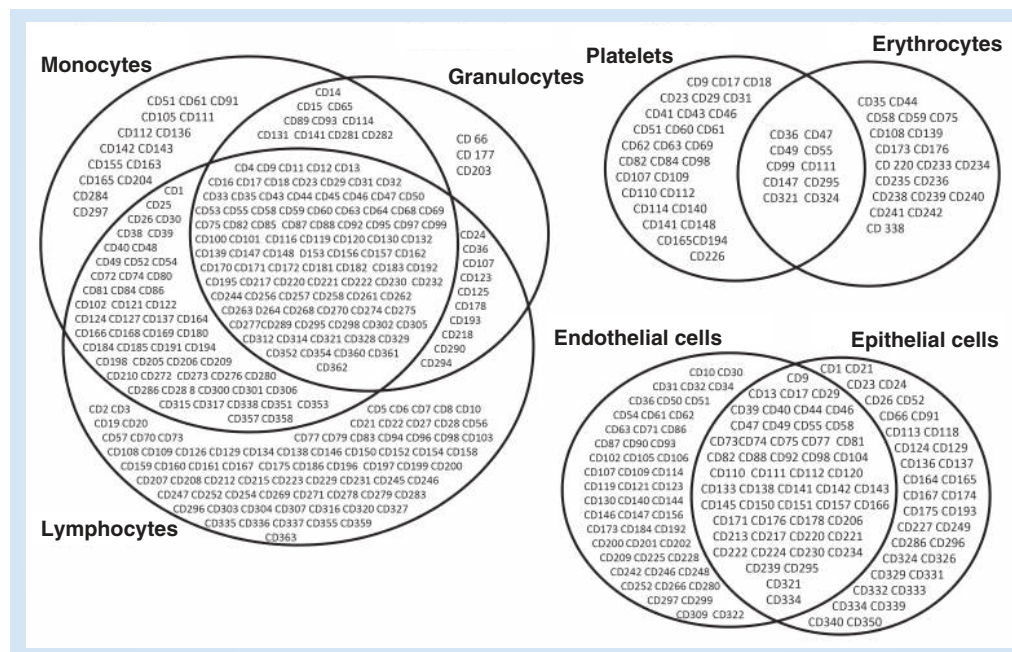 Monocytes
Granulocytes
CD51 CD61 CD91
CD105 CD111
CD112 CD136
CD142 CD143
CD155 CD163
CD165 CD204
CD284
CD297
CD14
CD15 CD65
CD89 CD93 CD114
CD131 CD141 CD281 CD282
CD 66
CD 177
CD203
CD4 CD9 CD11 CD12 CD13
CD16 CD17 CD18 CD23 CD29 CD31 CD32
CD33 CD35 CD43 CD44 CD45 CD46 CD47 CD50
CD53 CD55 CD58 CD59 CD60 CD63 CD64 CD68 CD69
CD75 CD82 CD85 CD87 CD88 CD92 CD95 CD97 CD99
CD100 CD101 CD116 CD119 CD120 CD130 CD132
CD139 CD147 CD148 D153 CD156 CD157 CD162
CD170 CD171 CD172 CD181 CD182 CD183 CD192
CD195 CD217 CD220 CD221 CD222 CD230 CD232
CD244 CD256 CD257 CD258 CD261 CD262
CD263 D264 CD268 CD270 CD274 CD275
CD277CD289 CD295 CD298 CD302 CD305
CD312 CD314 CD321 CD328 CD329
CD352 CD354 CD360 CD361
CD362
CD1
CD25
CD26 CD30
CD38 CD39
CD40 CD48
CD49 CD52 CD54
CD72 CD74 CD80
CD81 CD84 CD86
CD102 CD121 CD122
CD124 CD127 CD137 CD164
CD166 CD168 CD169 CD180
CD184 CD185 CD191 CD194
CD198 CD205 CD206 CD209
CD210 CD272 CD273 CD276 CD280
CD286 CD28 8 CD300 CD301 CD306
CD315 CD317 CD338 CD351 CD353
CD357 CD358
CD24
CD36
CD107
CD123
CD125
CD178
CD193
CD218
CD290
CD294
CD2 CD3
CD19 CD20
CD57 CD70 CD73
CD5 CD6 CD7 CD8 CD10
CD21 CD22 CD27 CD28 CD56
CD77 CD79 CD83 CD94 CD96 CD98 CD103
CD108 CD109 CD126 CD129 CD134 CD138 CD146 CD150 CD152 CD154 CD158
CD159 CD160 CD161 CD167 CD175 CD186 CD196 CD197 CD199 CD200
CD207 CD208 CD212 CD215 CD223 CD229 CD231 CD245 CD246
CD247 CD252 CD254 CD269 CD271 CD278 CD279 CD283
CD296 CD303 CD304 CD307 CD316 CD320 CD327
CD335 CD336 CD337 CD355 CD359
CD363
Lymphocytes
Platelets
Erythrocytes
CD9 CD17 CD18
CD23 CD29 CD31
CD41 CD43 CD46
CD51 CD60 CD61
CD62 CD63 CD69
CD82 CD84 CD98
CD107 CD109
CD110 CD112
CD114 CD140
CD141 CD148
CD165CD194
CD226
CD36 CD47
CD49 CD55
CD99 CD111
CD147 CD295
CD321 CD324
CD35 CD44
CD58 CD59 CD75
CD108 CD139
CD173 CD176
CD 220 CD233 CD234
CD235 CD236
CD238 CD239 CD240
CD241 CD242
CD 338
Endothelial cells
Epithelial cells
CD10 CD30
CD31 CD32 CD34
CD36 CD50 CD51
CD54 CD61 CD62
CD63 CD71 CD86
CD87 CD90 CD93
CD102 CD105 CD106
CD107 CD109 CD114
CD119 CD121 CD123
CD130 CD140 CD144
CD146 CD147 CD156
CD173 CD184 CD192
CD200 CD201 CD202
CD209 CD225 CD228
CD242 CD246 CD248
CD252 CD266 CD280
CD297 CD299
CD309 CD322
CD9
CD13 CD17 CD29
CD39 CD40 CD44 CD46
CD47 CD49 CD55 CD58
CD73CD74 CD75 CD77 CD81
CD82 CD88 CD92 CD98 CD104
CD110 CD111 CD112 CD120
CD133 CD138 CD141 CD142 CD143
CD145 CD150 CD151 CD157 CD166
CD171 CD176 CD178 CD206
CD213 CD217 CD220 CD221
CD222 CD224 CD230 CD234
CD239 CD295
CD321
CD334
CD1 CD21
CD23 CD24
CD26 CD52
CD66 CD91
CD113 CD118
CD124 CD129
CD136 CD137
CD164 CD165
CD167 CD174
CD175 CD193
CD227 CD249
CD286 CD296
CD324 CD326
CD329 CD331
CD332 CD333
CD334 CD339
CD340 CD350